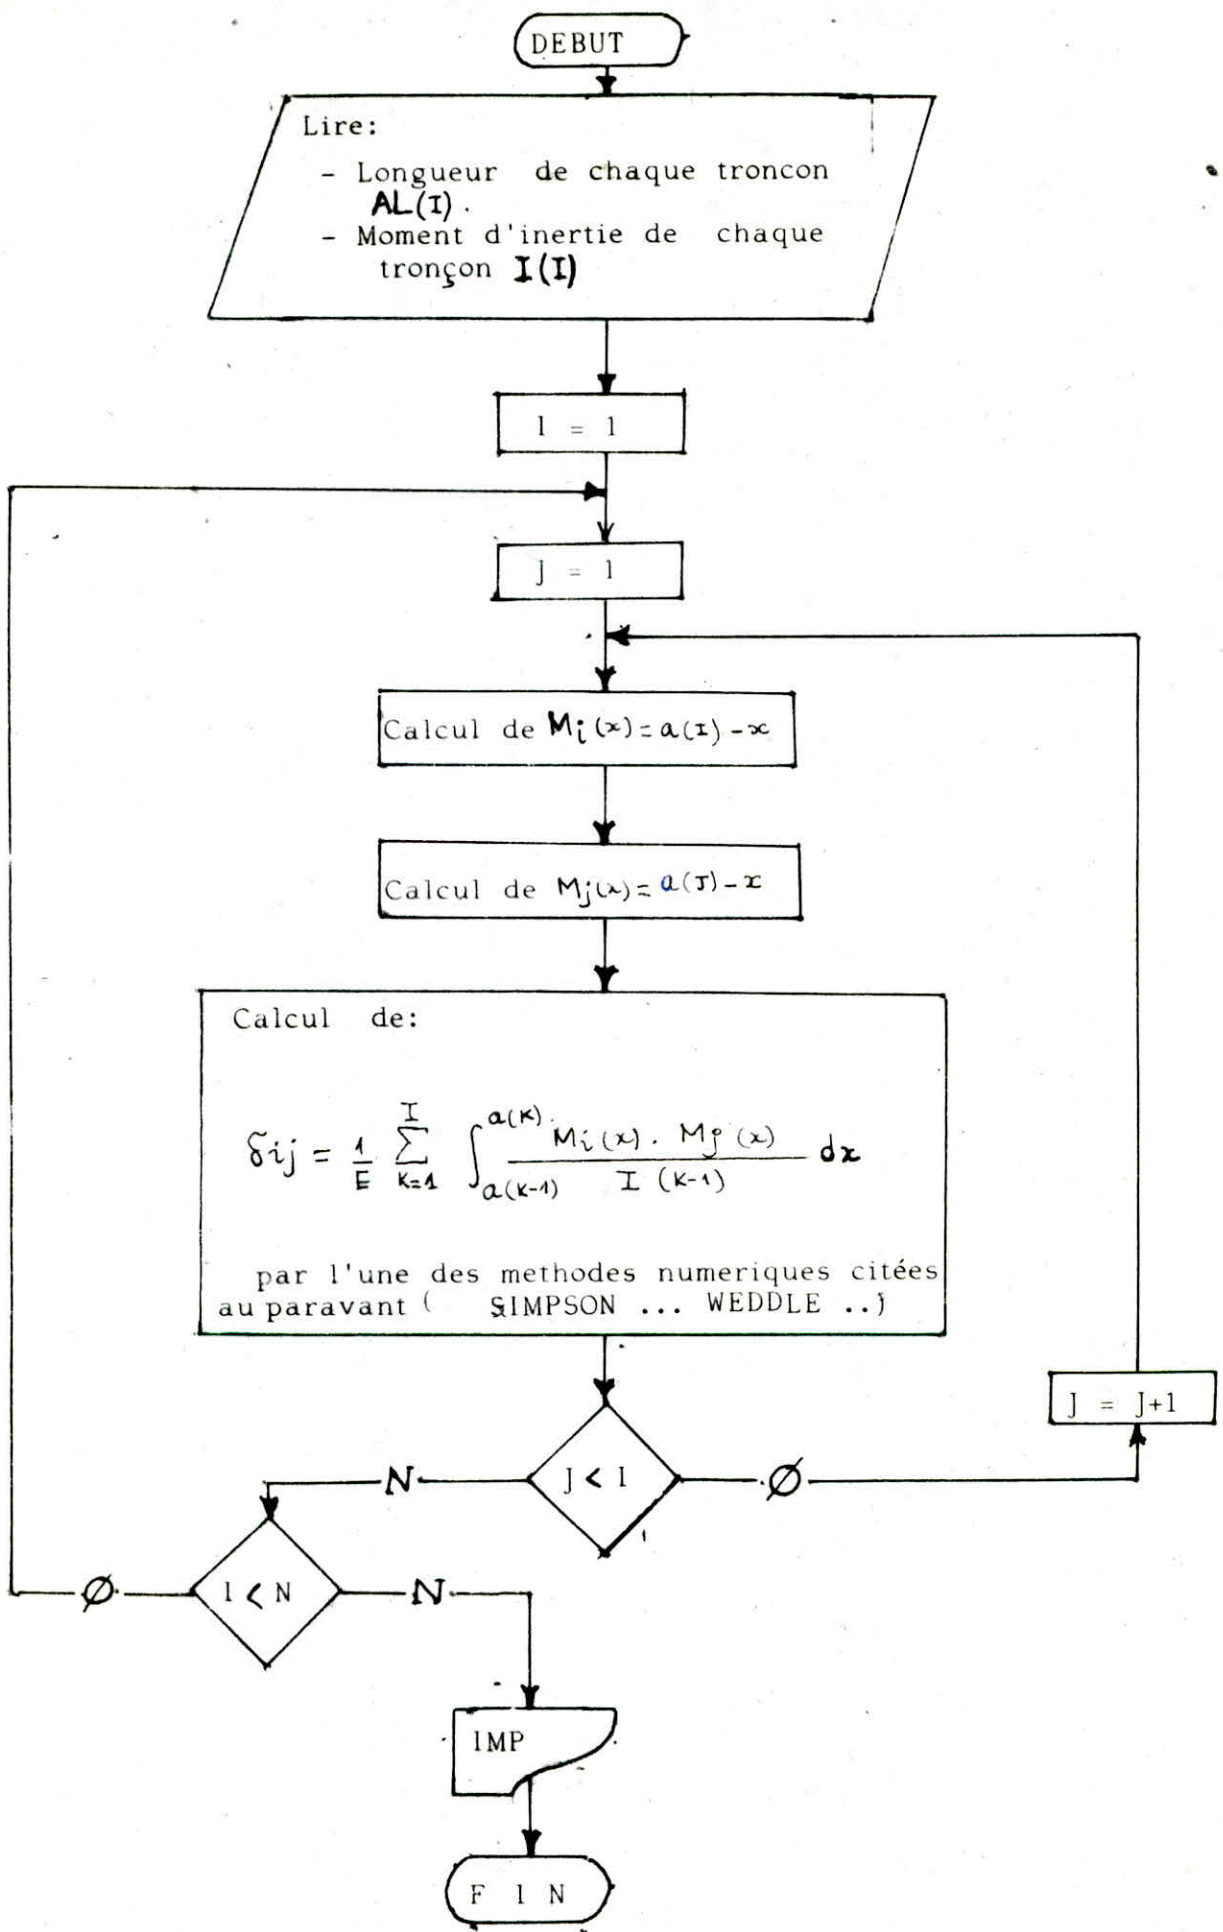 DEBUT
Lire:
- Longueur de chaque troncon
AL(I).
- Moment d'inertie de chaque
tronçon I(I)
I = 1
J = 1
Calcul de Mi(x) = a(I) - x
Calcul de Mj(x) = a(J) - x
Calcul de:
δij = 1/E ∑_{K=1}^{I} ∫_{a(K-1)}^{a(K)} Mi(x) . Mj(x) / I(K-1) dx
par l'une des methodes numeriques citées
au paravant ( SIMPSON ... WEDDLE ..)
J = J+1
N J < I Ø
Ø I < N N
IMP
F I N